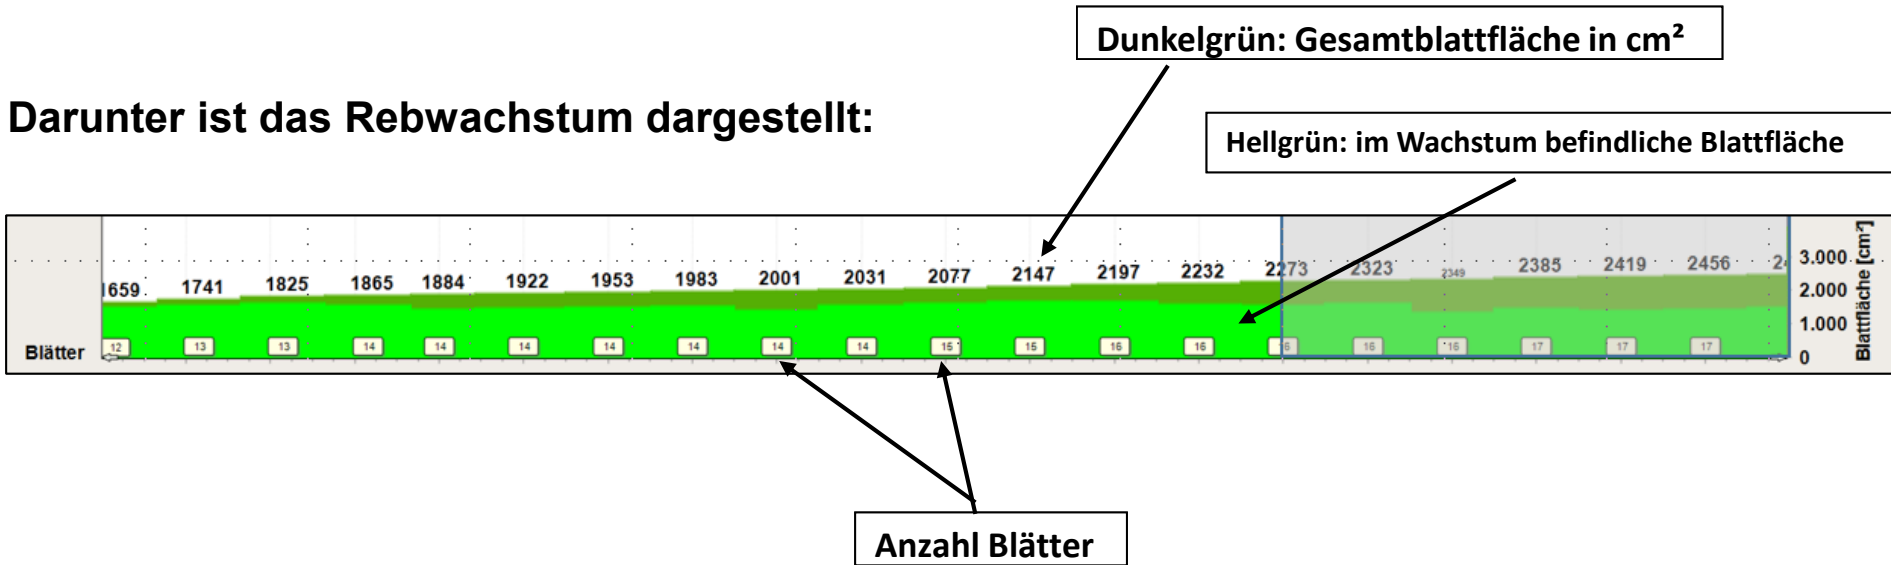 Dunkelgrün: Gesamtblattfläche in cm²
Darunter ist das Rebwachstum dargestellt:
Hellgrün: im Wachstum befindliche Blattfläche
1659 1741 1825 1865 1884 1922 1953 1983 2001 2031 2077 2147 2197 2232 2273 2323 2349 2385 2419 2456
3.000
2.000
1.000
0
Blattfläche [cm²]
Blätter 12 13 13 14 14 14 14 14 14 14 15 15 16 16 16 16 16 17 17 17
Anzahl Blätter